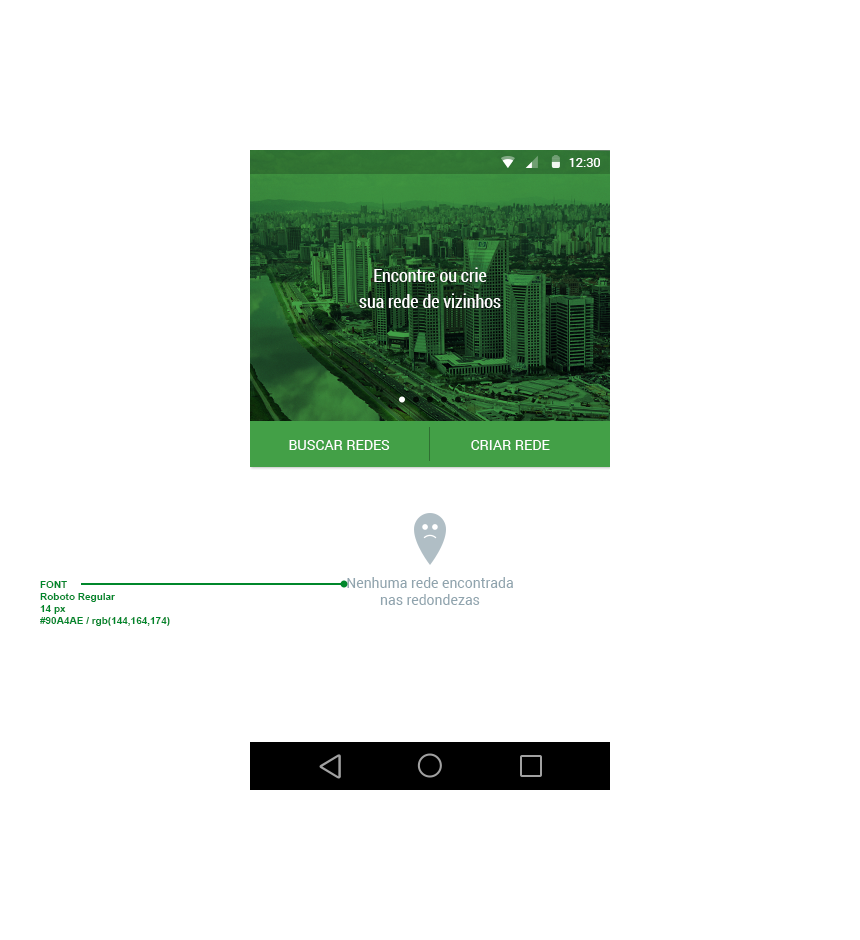 12:30
Encontre ou crie
sua rede de vizinhos
BUSCAR REDES
CRIAR REDE
Nenhuma rede encontrada
nas redondezas
FONT
Roboto Regular
14 px
#90A4AE / rgb(144,164,174)